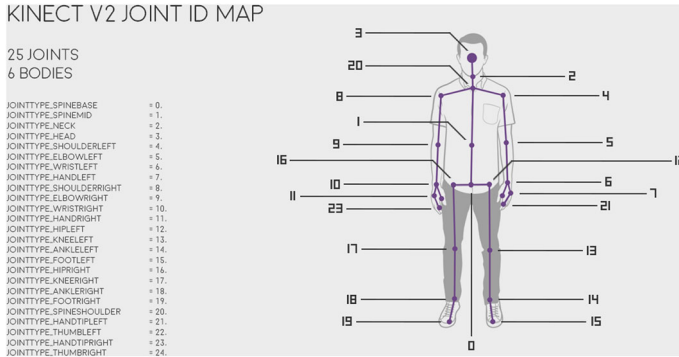 KINECT V2 JOINT ID MAP
25 JOINTS
6 BODIES
JOINTTYPE_SPINEBASE = 0.
JOINTTYPE_SPINEMID = 1.
JOINTTYPE_NECK = 2.
JOINTTYPE_HEAD = 3.
JOINTTYPE_SHOULDERLEFT = 4.
JOINTTYPE_ELBOWLEFT = 5.
JOINTTYPE_WRISTLEFT = 6.
JOINTTYPE_HANDLEFT = 7.
JOINTTYPE_SHOULDERRIGHT = 8.
JOINTTYPE_ELBOWRIGHT = 9.
JOINTTYPE_WRISTRIGHT = 10.
JOINTTYPE_HANDRIGHT = 11.
JOINTTYPE_HIPLEFT = 12.
JOINTTYPE_KNEELEFT = 13.
JOINTTYPE_ANKLELEFT = 14.
JOINTTYPE_FOOTLEFT = 15.
JOINTTYPE_HIPRIGHT = 16.
JOINTTYPE_KNEERIGHT = 17.
JOINTTYPE_ANKLERIGHT = 18.
JOINTTYPE_FOOTRIGHT = 19.
JOINTTYPE_SPINESHOULDER = 20.
JOINTTYPE_HANDTIPLEFT = 21.
JOINTTYPE_THUMBLEFT = 22.
JOINTTYPE_HANDTIPRIGHT = 23.
JOINTTYPE_THUMBRIGHT = 24.
3
20
2
8
4
1
9
5
16
10
6
11
7
23
21
17
13
18
14
19
15
0